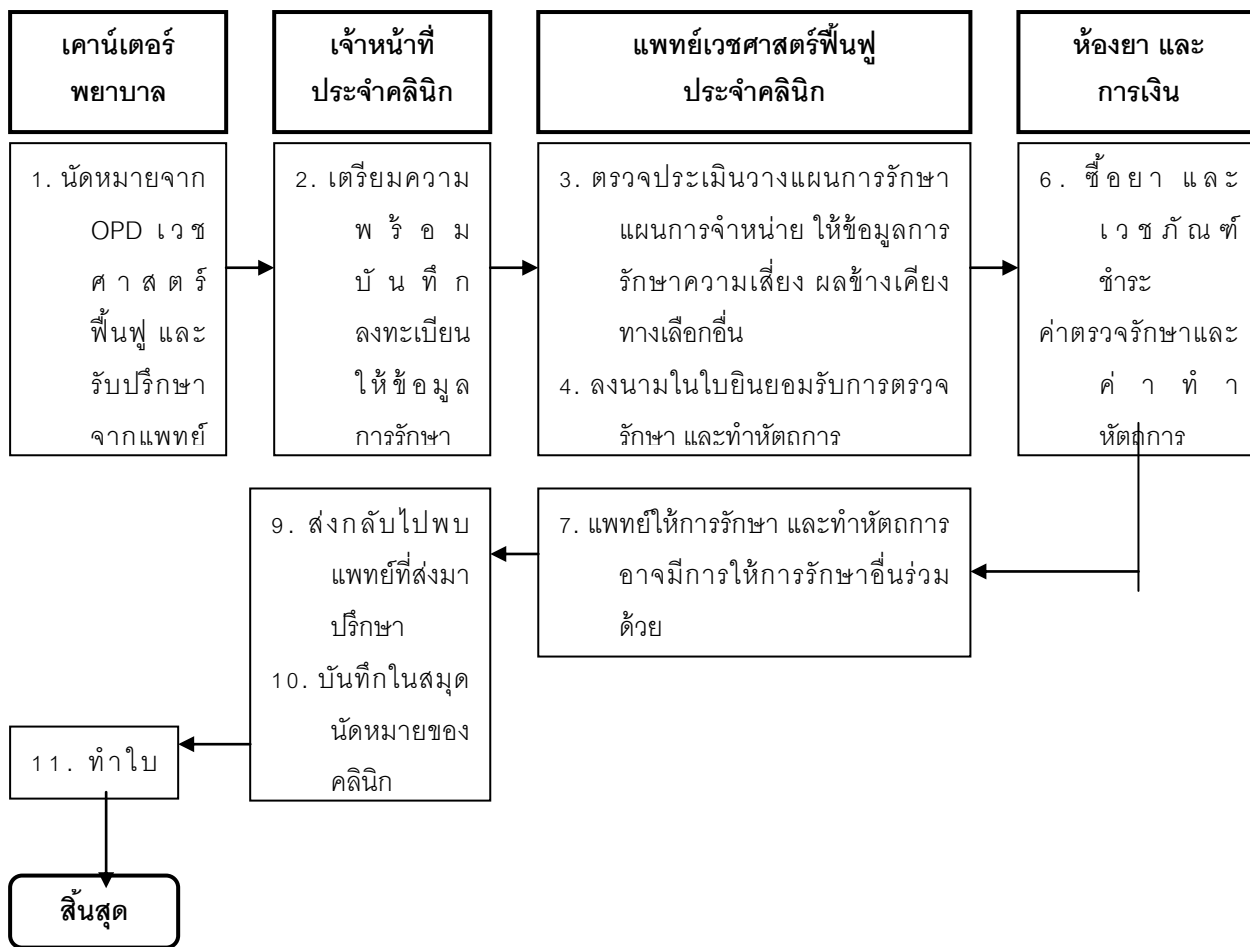 เคาน์เตอร์
พยาบาล
เจ้าหน้าที่
ประจำคลินิก
แพทย์เวชศาสตร์ฟื้นฟู
ประจำคลินิก
ห้องยา และ
การเงิน
1. นัดหมายจาก
OPD เวช
ศาสตร์
ฟื้นฟู และ
รับปรึกษา
จากแพทย์
2. เตรียมความ
พร้อม
บันทึก
ลงทะเบียน
ให้ข้อมูล
การรักษา
3. ตรวจประเมินวางแผนการรักษา
แผนการจำหน่าย ให้ข้อมูลการ
รักษาความเสี่ยง ผลข้างเคียง
ทางเลือกอื่น
4. ลงนามในใบยินยอมรับการตรวจ
รักษา และทำหัตถการ
6. ซื้อยา และ
เวชภัณฑ์
ชำระ
ค่าตรวจรักษาและ
ค่าทำ
หัตถการ
9. ส่งกลับไปพบ
แพทย์ที่ส่งมา
ปรึกษา
10. บันทึกในสมุด
นัดหมายของ
คลินิก
7. แพทย์ให้การรักษา และทำหัตถการ
อาจมีการให้การรักษาอื่นร่วม
ด้วย
11. ทำใบ
สิ้นสุด